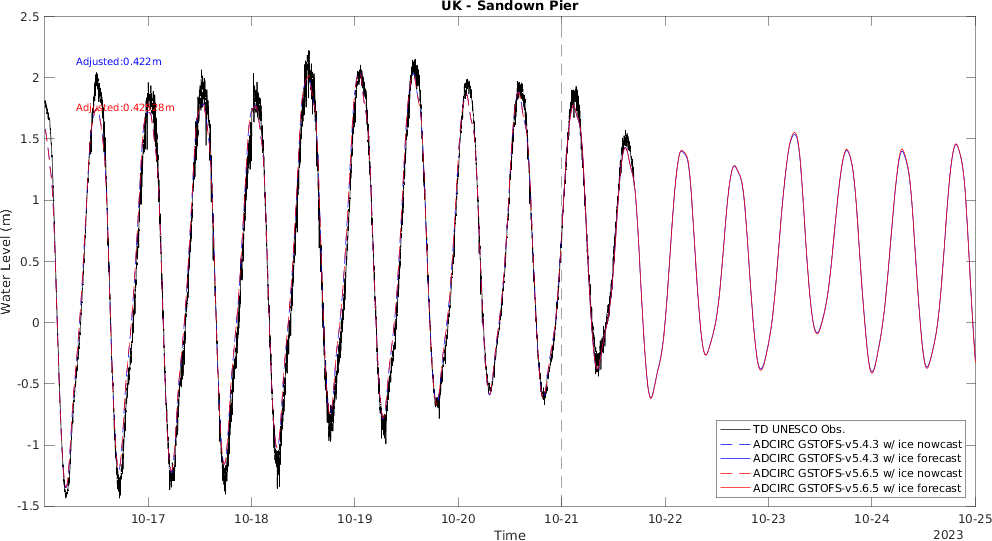 UK - Sandown Pier
2.5
2
1.5
1
0.5
0
-0.5
-1
-1.5
Water Level (m)
Adjusted:0.422m
TD UNESCO Obs.
ADCIRC GSTOFS-v5.4.3 w/ ice nowcast
ADCIRC GSTOFS-v5.4.3 w/ ice forecast
ADCIRC GSTOFS-v5.6.5 w/ ice nowcast
ADCIRC GSTOFS-v5.6.5 w/ ice forecast
10-17
10-18
10-19
10-20
10-21
10-22
10-23
10-24
10-25
Time
2023